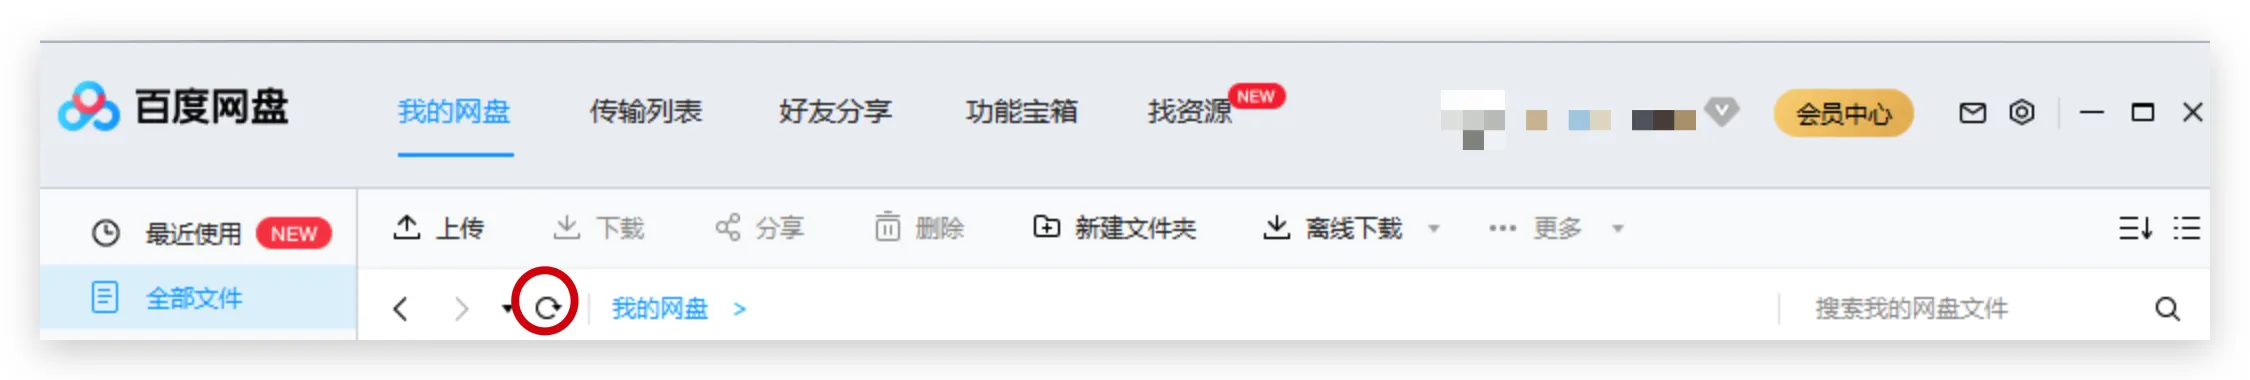 百度网盘 我的网盘 传输列表 好友分享 功能宝箱 找资源 NEW 会员中心
最近使用 NEW 上传 下载 分享 删除 新建文件夹 离线下载 更多
全部文件 我的网盘 > 搜索我的网盘文件